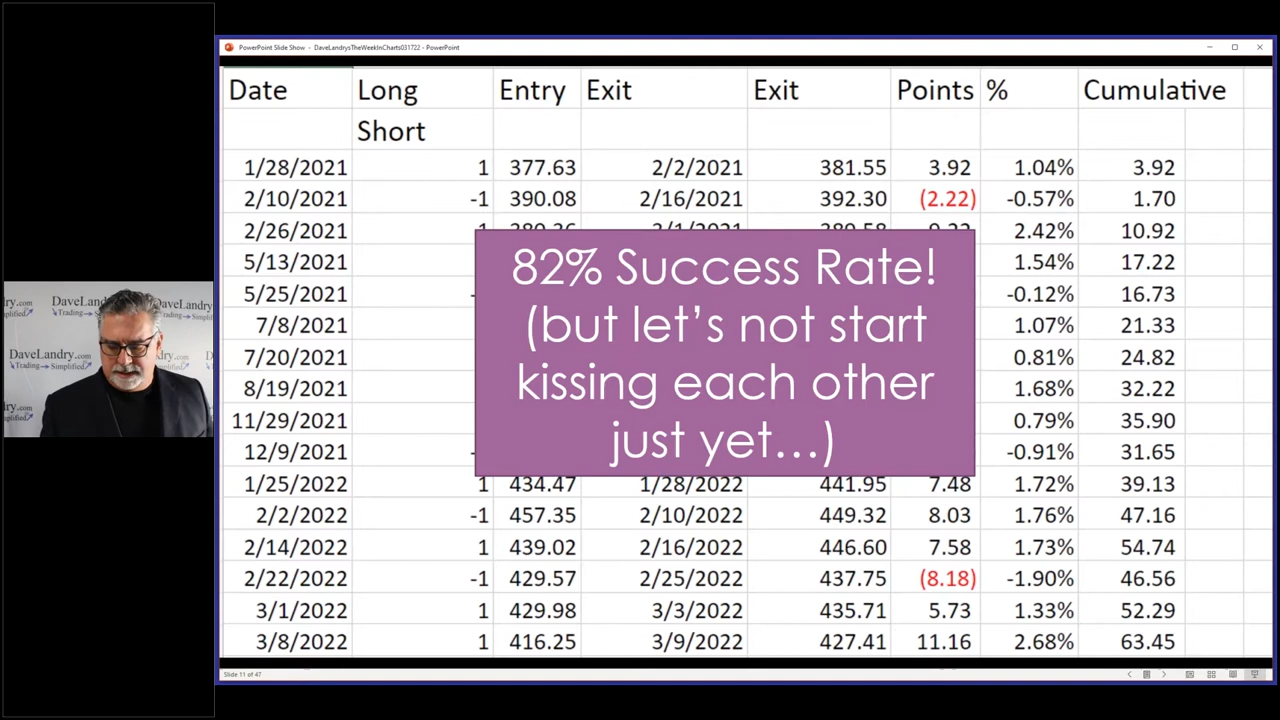 PowerPoint Slide Show - DaveLandrysTheWeekInCharts031722 - PowerPoint
Date Long Entry Exit Exit Points % Cumulative
Short
1/28/2021 1 377.63 2/2/2021 381.55 3.92 1.04% 3.92
2/10/2021 -1 390.08 2/16/2021 392.30 (2.22) -0.57% 1.70
2/26/2021 2.42% 10.92
5/13/2021 1.54% 17.22
5/25/2021 -0.12% 16.73
7/8/2021 1.07% 21.33
7/20/2021 0.81% 24.82
8/19/2021 1.68% 32.22
11/29/2021 0.79% 35.90
12/9/2021 -0.91% 31.65
1/25/2022 1 434.47 1/28/2022 441.95 7.48 1.72% 39.13
2/2/2022 -1 457.35 2/10/2022 449.32 8.03 1.76% 47.16
2/14/2022 1 439.02 2/16/2022 446.60 7.58 1.73% 54.74
2/22/2022 -1 429.57 2/25/2022 437.75 (8.18) -1.90% 46.56
3/1/2022 1 429.98 3/3/2022 435.71 5.73 1.33% 52.29
3/8/2022 1 416.25 3/9/2022 427.41 11.16 2.68% 63.45
82% Success Rate!
(but let's not start
kissing each other
just yet...)
DaveLandry.com
Trading Simplified
Slide 11 of 47